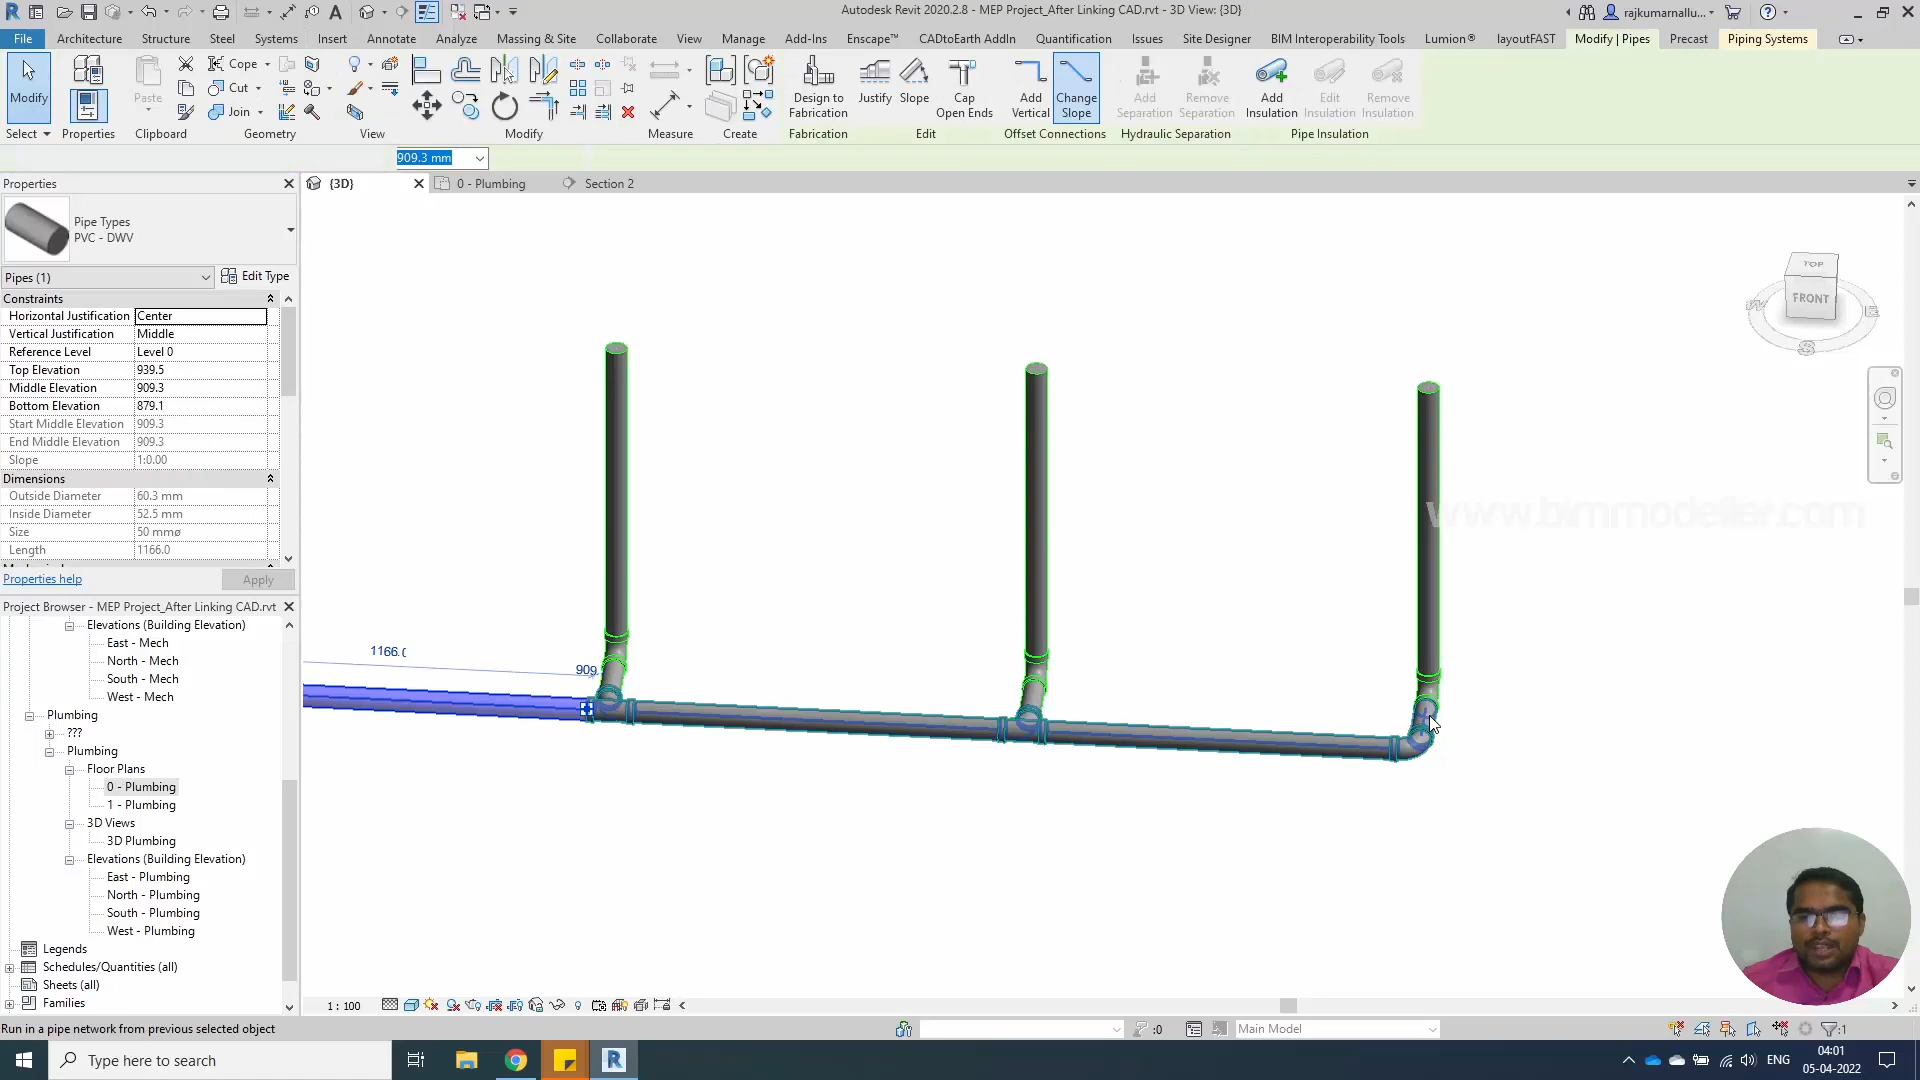 Autodesk Revit 2020.2.8 - MEP Project_After Linking CAD.rvt - 3D View: {3D}
rajkumarnallu...
File Architecture Structure Steel Systems Insert Annotate Analyze Massing & Site Collaborate View Manage Add-Ins Enscape™ CADtoEarth AddIn Quantification Issues Site Designer BIM Interoperability Tools Lumion® layoutFAST Modify | Pipes Precast Piping Systems
Modify
Paste
Cope
Cut
Join
Design to Fabrication
Justify
Slope
Cap Open Ends
Add Vertical
Change Slope
Add Separation
Remove Separation
Add Insulation
Edit Insulation
Remove Insulation
Select Properties Clipboard Geometry View Modify Measure Create Fabrication Edit Offset Connections Hydraulic Separation Pipe Insulation
909.3 mm
Properties
{3D}
0 - Plumbing
Section 2
Pipe Types
PVC - DWV
Pipes (1)
Edit Type
Constraints
Horizontal Justification Center
Vertical Justification Middle
Reference Level Level 0
Top Elevation 939.5
Middle Elevation 909.3
Bottom Elevation 879.1
Start Middle Elevation 909.3
End Middle Elevation 909.3
Slope 1:0.00
Dimensions
Outside Diameter 60.3 mm
Inside Diameter 52.5 mm
Size 50 mmø
Length 1166.0
Properties help
Apply
Project Browser - MEP Project_After Linking CAD.rvt
Elevations (Building Elevation)
East - Mech
North - Mech
South - Mech
West - Mech
Plumbing
???
Plumbing
Floor Plans
0 - Plumbing
1 - Plumbing
3D Views
3D Plumbing
Elevations (Building Elevation)
East - Plumbing
North - Plumbing
South - Plumbing
West - Plumbing
Legends
Schedules/Quantities (all)
Sheets (all)
Families
TOP
FRONT
W
E
S
www.bimmodeller.com
1166.0
909.
1 : 100
Run in a pipe network from previous selected object
:0
Main Model
:1
Type here to search
ENG
04:01
05-04-2022